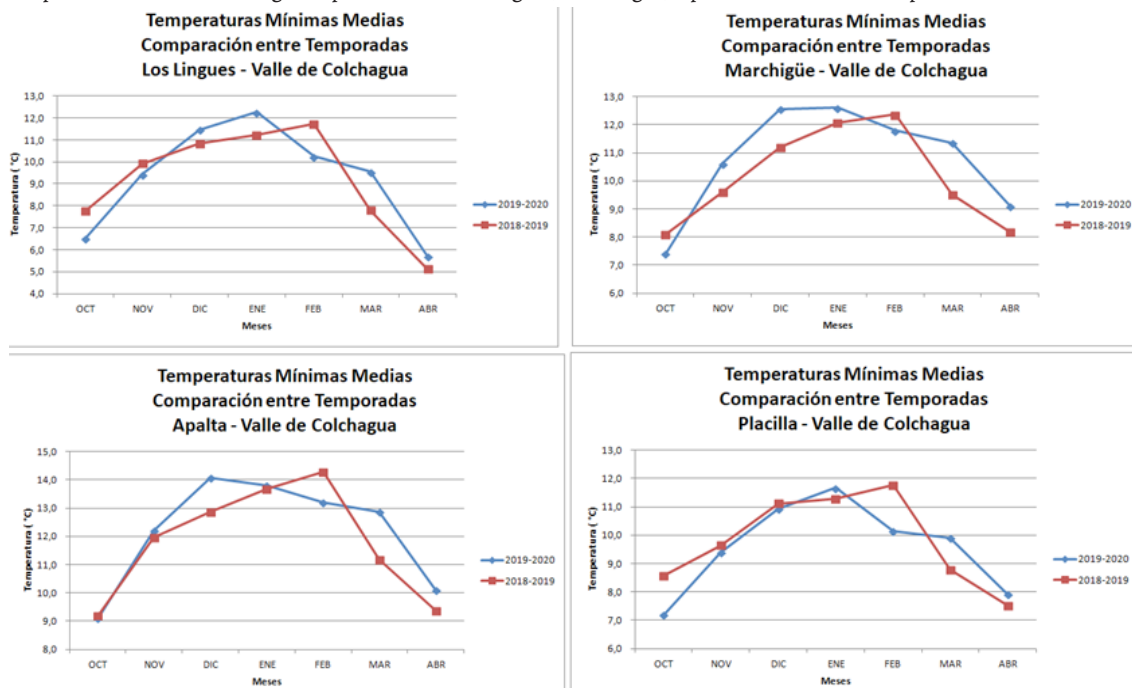 Temperaturas Mínimas Medias
Comparación entre Temporadas
Los Lingues - Valle de Colchagua
Temperatura ( °C)
13,0
12,0
11,0
10,0
9,0
8,0
7,0
6,0
5,0
4,0
OCT NOV DIC ENE FEB MAR ABR
Meses
2019-2020
2018-2019
Temperaturas Mínimas Medias
Comparación entre Temporadas
Marchigüe - Valle de Colchagua
Temperatura ( °C)
13,0
12,0
11,0
10,0
9,0
8,0
7,0
6,0
OCT NOV DIC ENE FEB MAR ABR
Meses
2019-2020
2018-2019
Temperaturas Mínimas Medias
Comparación entre Temporadas
Apalta - Valle de Colchagua
Temperatura ( °C)
15,0
14,0
13,0
12,0
11,0
10,0
9,0
8,0
OCT NOV DIC ENE FEB MAR ABR
Meses
2019-2020
2018-2019
Temperaturas Mínimas Medias
Comparación entre Temporadas
Placilla - Valle de Colchagua
Temperatura ( °C)
13,0
12,0
11,0
10,0
9,0
8,0
7,0
6,0
OCT NOV DIC ENE FEB MAR ABR
Meses
2019-2020
2018-2019